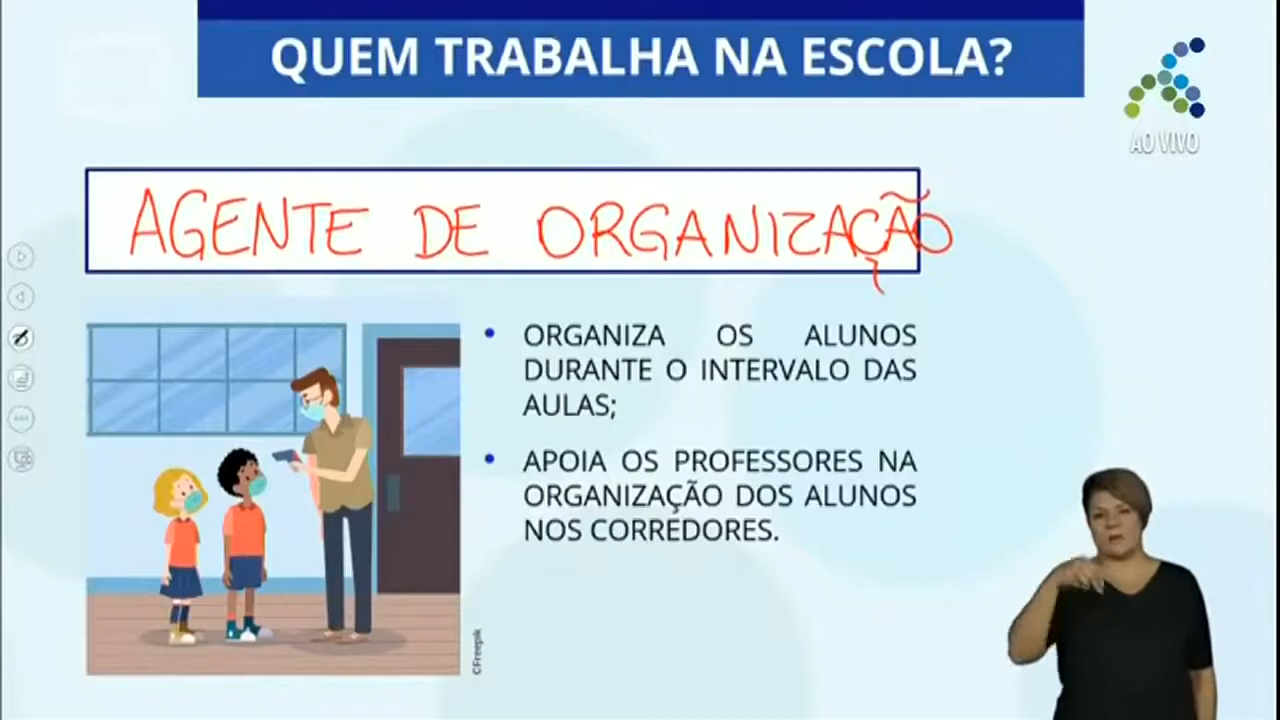 QUEM TRABALHA NA ESCOLA?
AO VIVO
AGENTE DE ORGANIZAÇÃO
• ORGANIZA OS ALUNOS
DURANTE O INTERVALO DAS
AULAS;
• APOIA OS PROFESSORES NA
ORGANIZAÇÃO DOS ALUNOS
NOS CORREDORES.
©Freepik